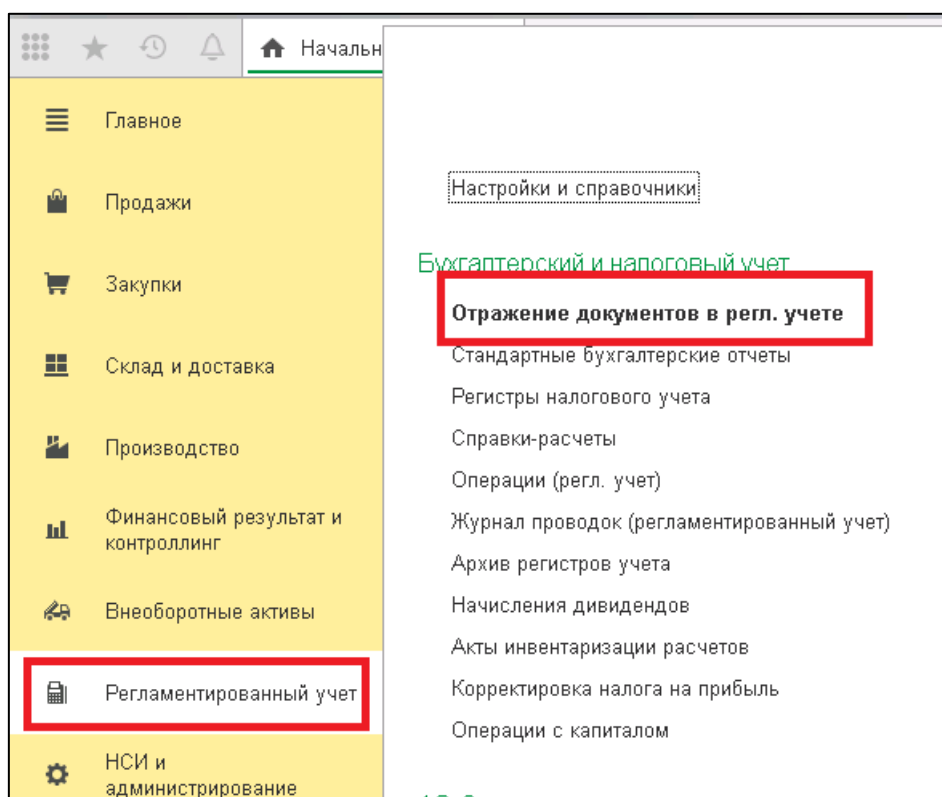 Начальн
Главное
Продажи
Закупки
Склад и доставка
Производство
Финансовый результат и
контроллинг
Внеоборотные активы
Регламентированный учет
НСИ и
администрирование
Настройки и справочники
Бухгалтерский и налоговый учет
Отражение документов в регл. учете
Стандартные бухгалтерские отчеты
Регистры налогового учета
Справки-расчеты
Операции (регл. учет)
Журнал проводок (регламентированный учет)
Архив регистров учета
Начисления дивидендов
Акты инвентаризации расчетов
Корректировка налога на прибыль
Операции с капиталом